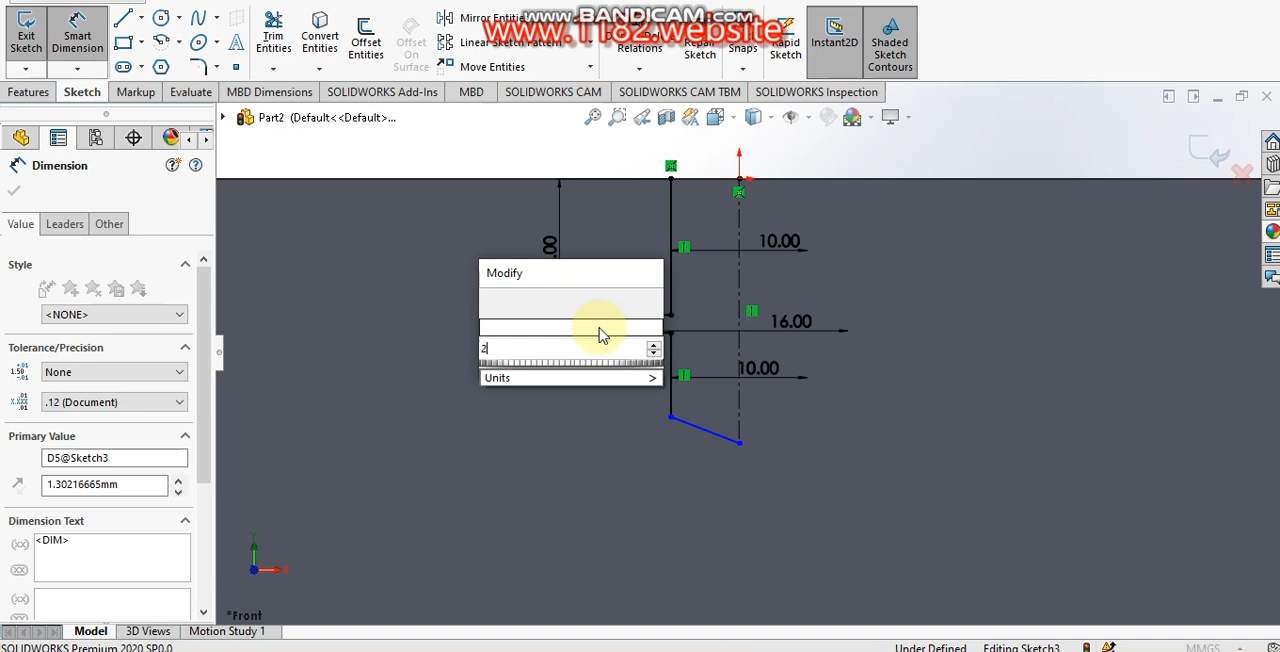 www.BANDICAM.com
www.1182.website
Exit Sketch
Smart Dimension
Trim Entities
Convert Entities
Offset Entities
Offset On Surface
Mirror Entities
Linear Sketch Pattern
Move Entities
Relations
Repair Sketch
Snaps
Rapid Sketch
Instant2D
Shaded Sketch Contours
Features
Sketch
Markup
Evaluate
MBD Dimensions
SOLIDWORKS Add-Ins
MBD
SOLIDWORKS CAM
SOLIDWORKS CAM TBM
SOLIDWORKS Inspection
Part2 (Default<<Default>...
Dimension
Value
Leaders
Other
Style
<NONE>
Tolerance/Precision
None
.12 (Document)
Primary Value
D5@Sketch3
1.30216665mm
Dimension Text
<DIM>
.00
10.00
16.00
10.00
Modify
2
Units >
Y
X
*Front
Model
3D Views
Motion Study 1
SOLIDWORKS Premium 2020 SP0.0
Under Defined
Editing Sketch3
MMGS